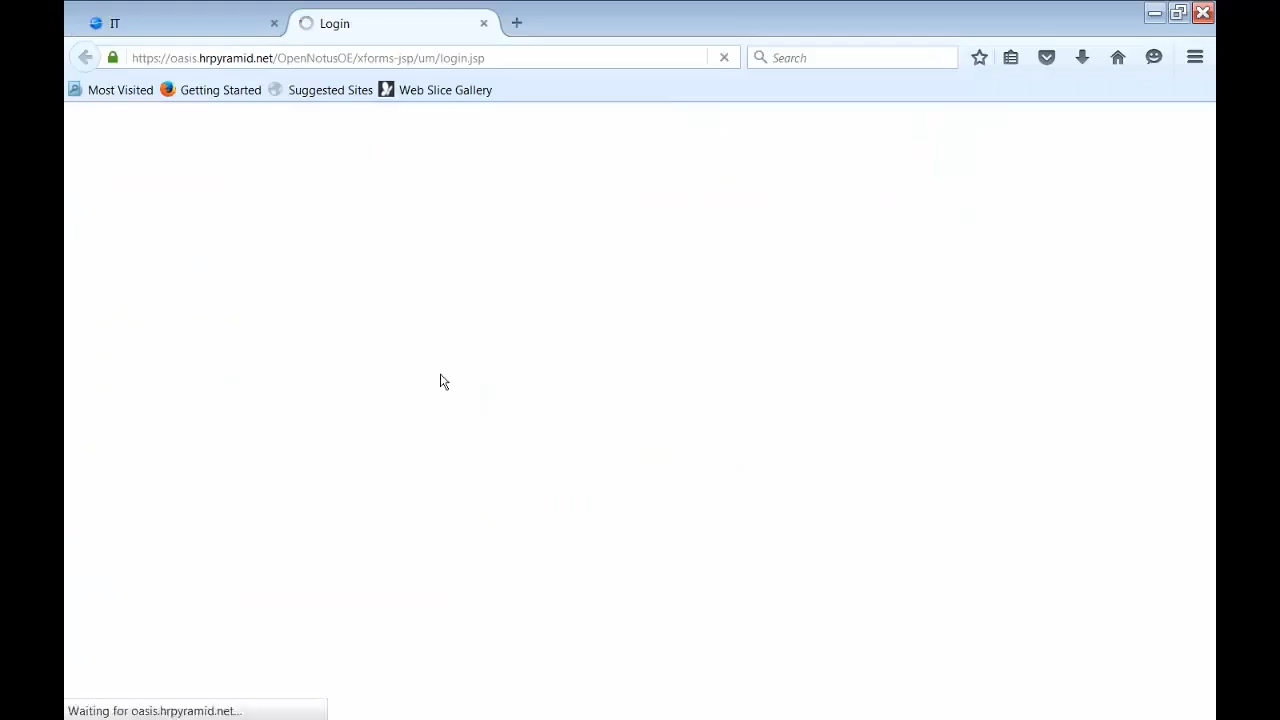 IT
Login
https://oasis.hrpyramid.net/OpenNotusOE/xforms-jsp/um/login.jsp
Search
Most Visited
Getting Started
Suggested Sites
Web Slice Gallery
Waiting for oasis.hrpyramid.net...